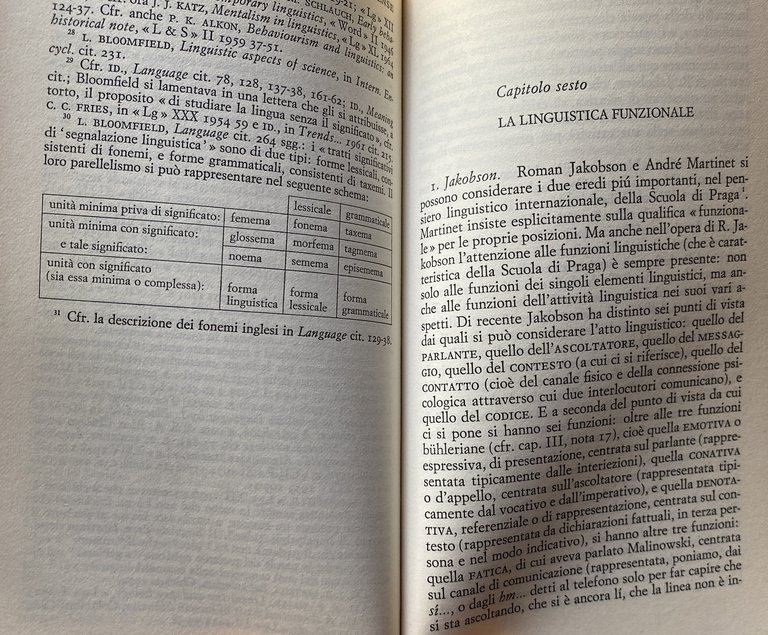 porary linguistics, « Word » II 1946
124-37. Cfr. ora J. J. KATZ, Mentalism in linguistics, « Lg » XL 1964
Cfr. anche P. K. ALKON, Behaviourism and linguistics: an
historical note, « L & S » II 1959 37-51.
28 L. BLOOMFIELD, Linguistic aspects of science, in Intern. En-
cycl. cit. 231.
29 Cfr. ID., Language cit. 78, 128, 137-38, 161-62; ID., Meaning
cit.; Bloomfield si lamentava in una lettera che gli si attribuisse, a
torto, il proposito « di studiare la lingua senza il significato », cfr.
C. C. FRIES, in « Lg » XXX 1954 59 e ID., in Trends... 1961 cit. 215.
30 L. BLOOMFIELD, Language cit. 264 sgg.: i « tratti significativi
di 'segnalazione linguistica' » sono di due tipi: forme lessicali, con-
sistenti di fonemi, e forme grammaticali, consistenti di taxemi. Il
loro parellelismo si può rappresentare nel seguente schema:
lessicale grammaticale
unità minima priva di significato: femema fonema taxema
unità minima con significato: glossema morfema tagmema
e tale significato: noema semema episemema
unità con significato
(sia essa minima o complessa): forma linguistica forma lessicale forma grammaticale
31 Cfr. la descrizione dei fonemi inglesi in Language cit. 129-38.
Capitolo sesto
LA LINGUISTICA FUNZIONALE
1. Jakobson. Roman Jakobson e André Martinet si
possono considerare i due eredi piú importanti, nel pen-
siero linguistico internazionale, della Scuola di Praga 1.
Martinet insiste esplicitamente sulla qualifica « funziona-
le » per le proprie posizioni. Ma anche nell'opera di R. Ja-
kobson l'attenzione alle funzioni linguistiche (che è carat-
teristica della Scuola di Praga) è sempre presente: non
solo alle funzioni dei singoli elementi linguistici, ma an-
che alle funzioni dell'attività linguistica nei suoi vari a-
spetti. Di recente Jakobson ha distinto sei punti di vista
dai quali si può considerare l'atto linguistico: quello del
PARLANTE, quello dell'ASCOLTATORE, quello del MESSAG-
GIO, quello del CONTESTO (a cui ci si riferisce), quello del
CONTATTO (cioè del canale fisico e della connessione psi-
cologica attraverso cui due interlocutori comunicano), e
quello del CODICE. E a seconda del punto di vista da cui
ci si pone si hanno sei funzioni: oltre alle tre funzioni
bühleriane (cfr. cap. III, nota 17), cioè quella EMOTIVA o
espressiva, di presentazione, centrata sul parlante (rappre-
sentata tipicamente dalle interiezioni), quella CONATIVA
o d'appello, centrata sull'ascoltatore (rappresentata tipi-
camente dal vocativo e dall'imperativo), e quella DENOTA-
TIVA, referenziale o di rappresentazione, centrata sul con-
testo (rappresentata da dichiarazioni fattuali, in terza per-
sona e nel modo indicativo), si hanno altre tre funzioni:
quella FATICA, di cui aveva parlato Malinowski, centrata
sul canale di comunicazione (rappresentata, poniamo, dai
sí..., o dagli hm... detti al telefono solo per far capire che
si sta ascoltando, che si è ancora lí, che la linea non è in-